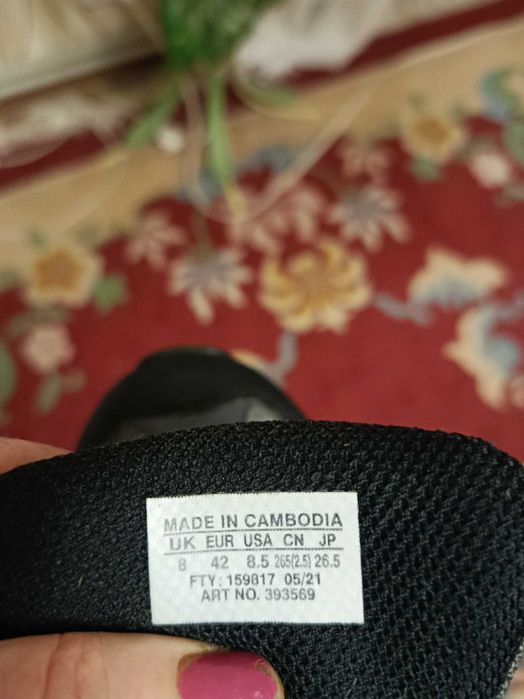 MADE IN CAMBODIA
UK EUR USA CN JP
8 42 8.5 265(2.5) 26.5
FTY: 159817 05/21
ART NO. 393569